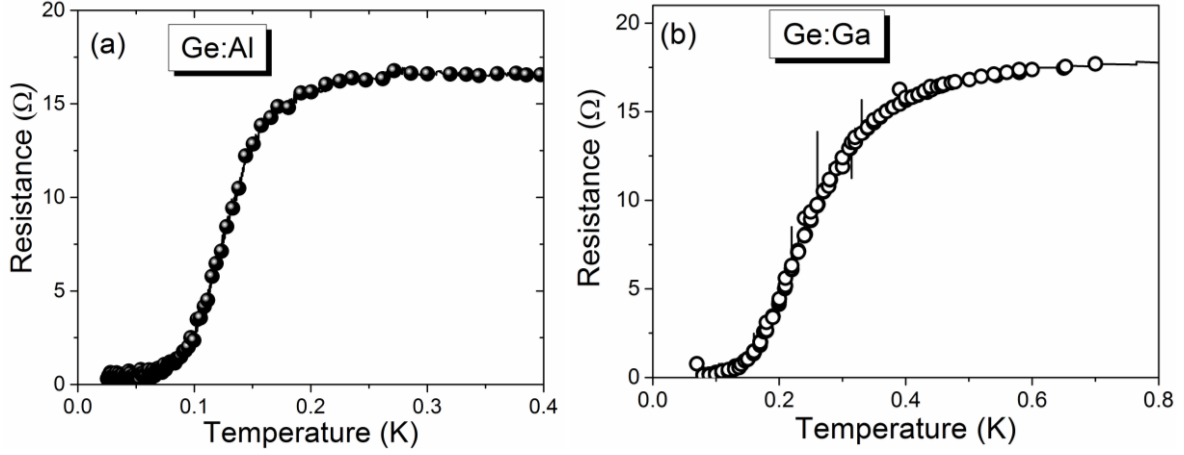 (a)
Ge:Al
Resistance (Ω)
20
15
10
5
0
0.0 0.1 0.2 0.3 0.4
Temperature (K)
(b)
Ge:Ga
Resistance (Ω)
20
15
10
5
0
0.0 0.2 0.4 0.6 0.8
Temperature (K)